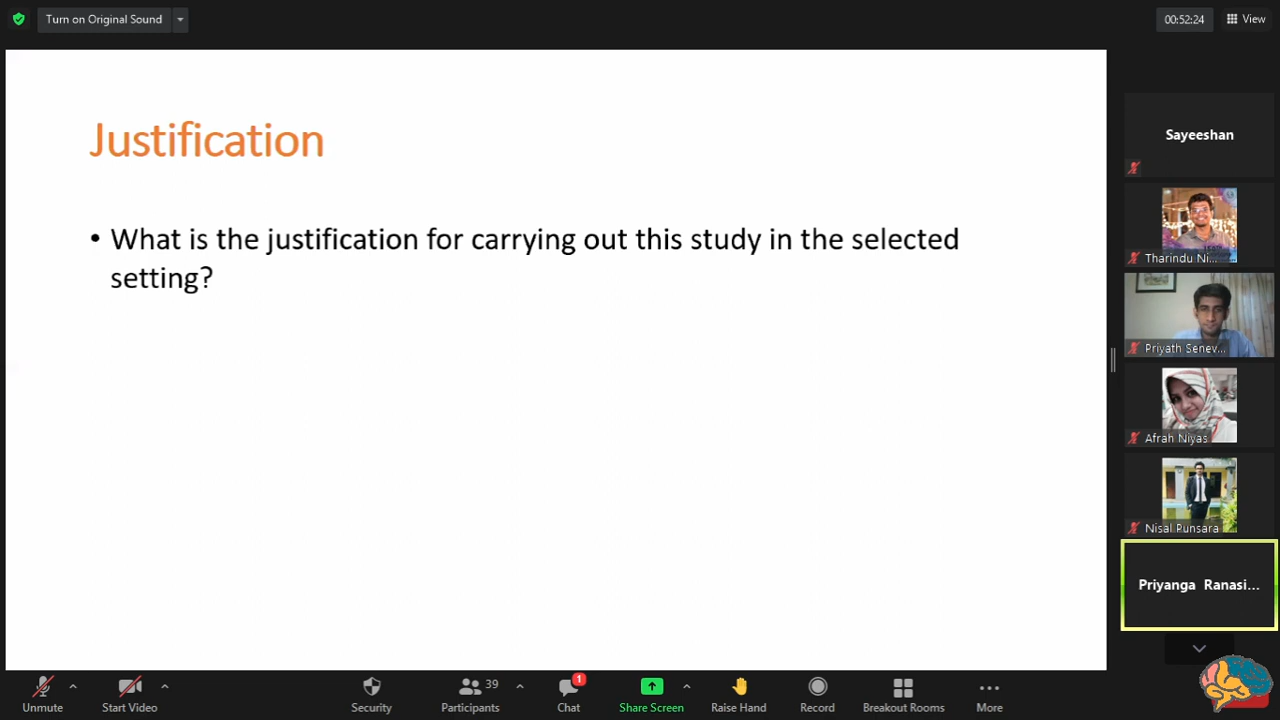 Turn on Original Sound
00:52:24
View
Justification
• What is the justification for carrying out this study in the selected
setting?
Sayeeshan
Tharindu Ni...
Priyath Senev...
Afrah Niyas
Nisal Punsara
Priyanga Ranasi...
Unmute
Start Video
Security
Participants
39
Chat
1
Share Screen
Raise Hand
Record
Breakout Rooms
More